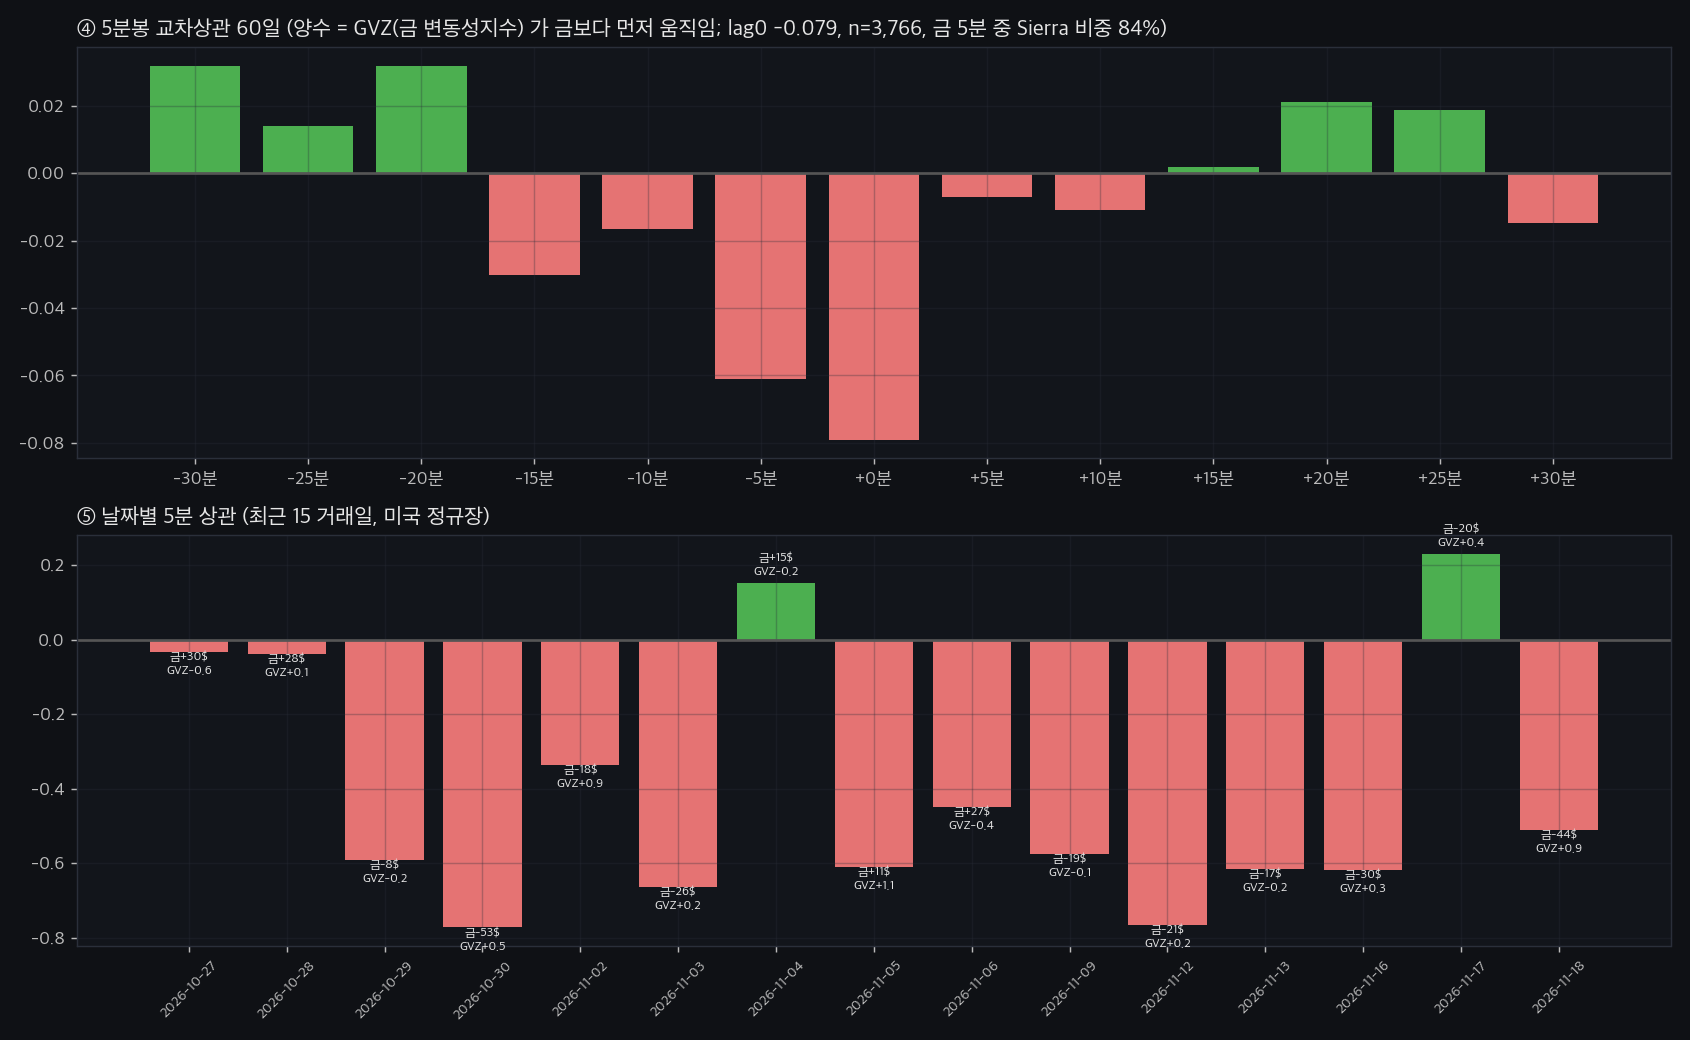 ④ 5분봉 교차상관 60일 (양수 = GVZ(금 변동성지수) 가 금보다 먼저 움직임; lag0 -0.079, n=3,766, 금 5분 중 Sierra 비중 84%)
0.02
0.00
-0.02
-0.04
-0.06
-0.08
-30분 -25분 -20분 -15분 -10분 -5분 +0분 +5분 +10분 +15분 +20분 +25분 +30분
⑤ 날짜별 5분 상관 (최근 15 거래일, 미국 정규장)
0.2
0.0
-0.2
-0.4
-0.6
-0.8
금+30$
GVZ-0.6
금+28$
GVZ+0.1
금-8$
GVZ-0.2
금-53$
GVZ+0.5
금-18$
GVZ+0.9
금-26$
GVZ+0.2
금+15$
GVZ-0.2
금+11$
GVZ+1.1
금+27$
GVZ-0.4
금-19$
GVZ-0.1
금-21$
GVZ+0.2
금-17$
GVZ-0.2
금-30$
GVZ+0.3
금-20$
GVZ+0.4
금-44$
GVZ+0.9
2026-10-27
2026-10-28
2026-10-29
2026-10-30
2026-11-02
2026-11-03
2026-11-04
2026-11-05
2026-11-06
2026-11-09
2026-11-12
2026-11-13
2026-11-16
2026-11-17
2026-11-18